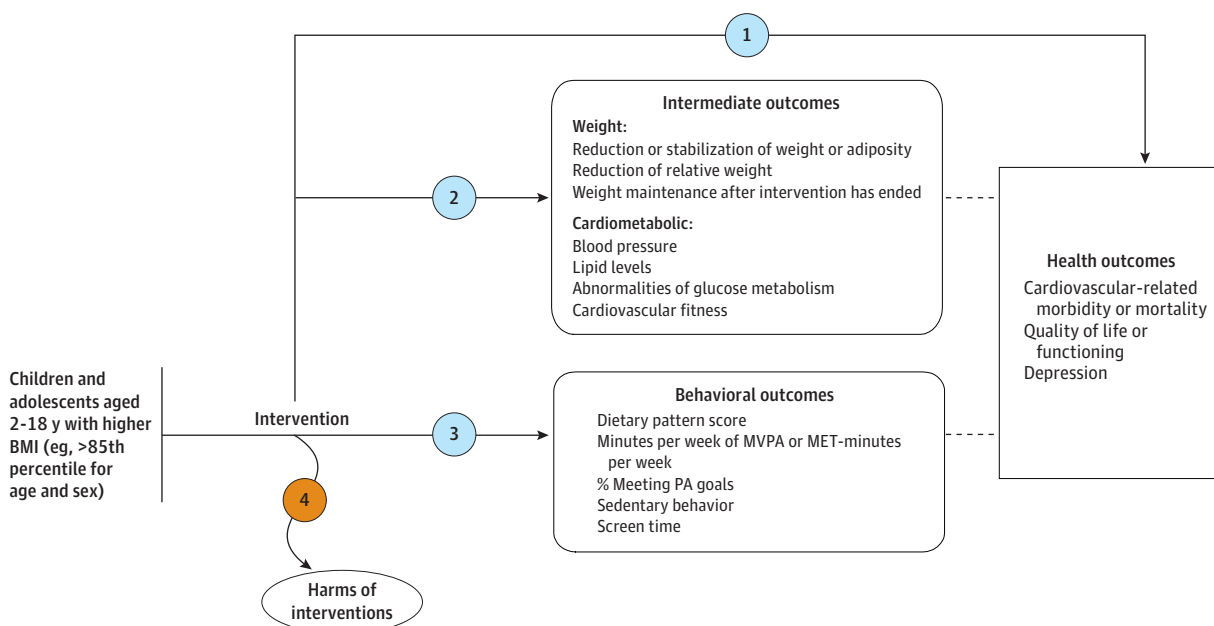 1
Intermediate outcomes
Weight:
Reduction or stabilization of weight or adiposity
Reduction of relative weight
Weight maintenance after intervention has ended
2
Cardiometabolic:
Blood pressure
Lipid levels
Abnormalities of glucose metabolism
Cardiovascular fitness
Health outcomes
Cardiovascular-related
morbidity or mortality
Quality of life or
functioning
Depression
Children and
adolescents aged
2-18 y with higher
BMI (eg, >85th
percentile for
age and sex)
Intervention
3
Behavioral outcomes
Dietary pattern score
Minutes per week of MVPA or MET-minutes
per week
% Meeting PA goals
Sedentary behavior
Screen time
4
Harms of
interventions